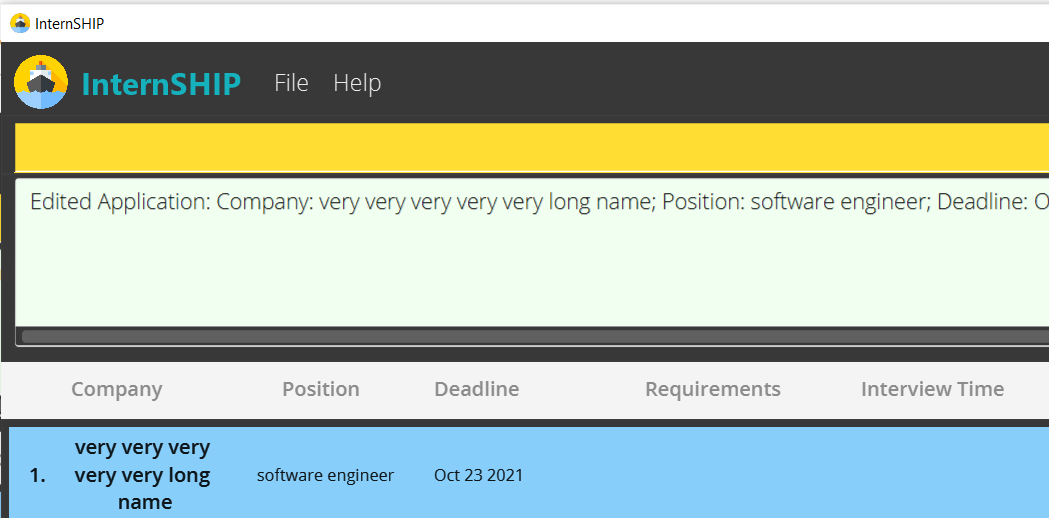 InternSHIP
InternSHIP File Help
Edited Application: Company: very very very very very long name; Position: software engineer; Deadline: O
Company Position Deadline Requirements Interview Time
very very very
1. very very long software engineer Oct 23 2021
name